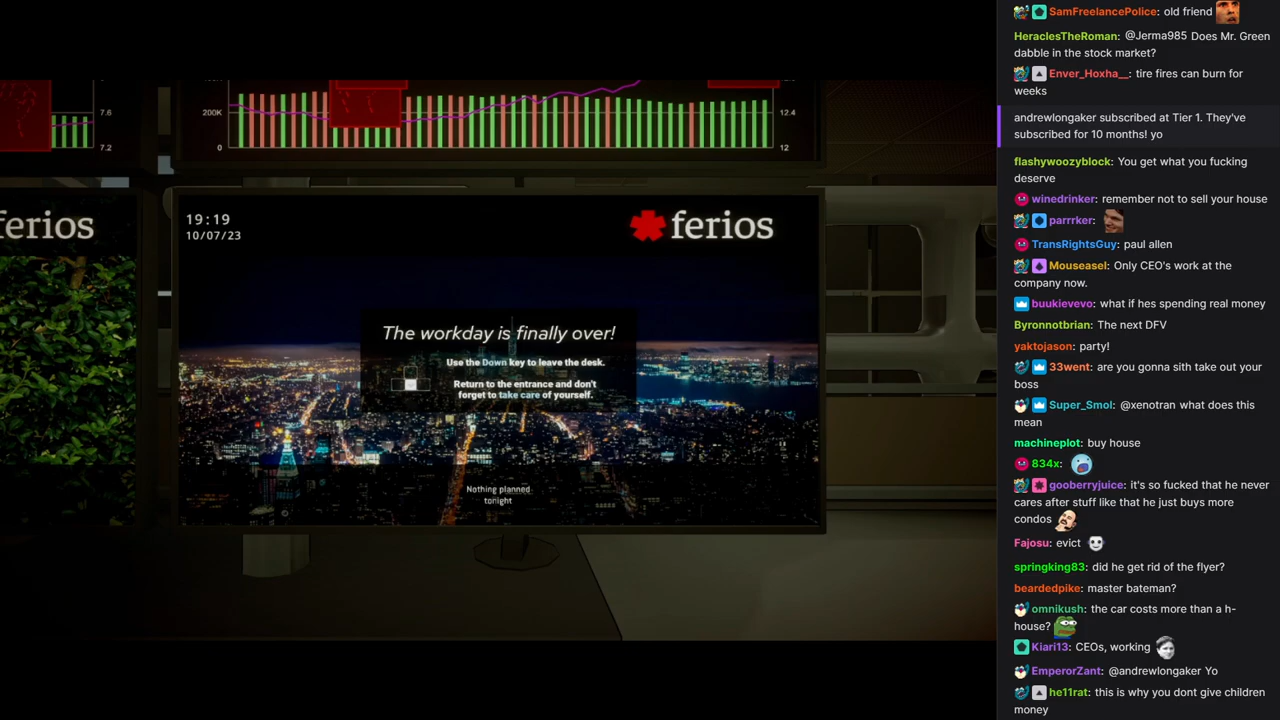 200K
0
7.6
7.2
12.4
12
ferios
19:19
10/07/23
ferios
The workday is finally over!
Use the Down key to leave the desk.
Return to the entrance and don't
forget to take care of yourself.
Nothing planned
tonight
SamFreelancePolice: old friend
HeraclesTheRoman: @Jerma985 Does Mr. Green
dabble in the stock market?
Enver_Hoxha__: tire fires can burn for
weeks
andrewlongaker subscribed at Tier 1. They've
subscribed for 10 months! yo
flashywoozyblock: You get what you fucking
deserve
winedrinker: remember not to sell your house
parrrker:
TransRightsGuy: paul allen
Mouseasel: Only CEO's work at the
company now.
buukievevo: what if hes spending real money
Byronnotbrian: The next DFV
yaktojason: party!
33went: are you gonna sith take out your
boss
Super_Smol: @xenotran what does this
mean
machineplot: buy house
834x:
gooberryjuice: it's so fucked that he never
cares after stuff like that he just buys more
condos
Fajosu: evict
springking83: did he get rid of the flyer?
beardedpike: master bateman?
omnikush: the car costs more than a h-
house?
Kiari13: CEOs, working
EmperorZant: @andrewlongaker Yo
he11rat: this is why you dont give children
money